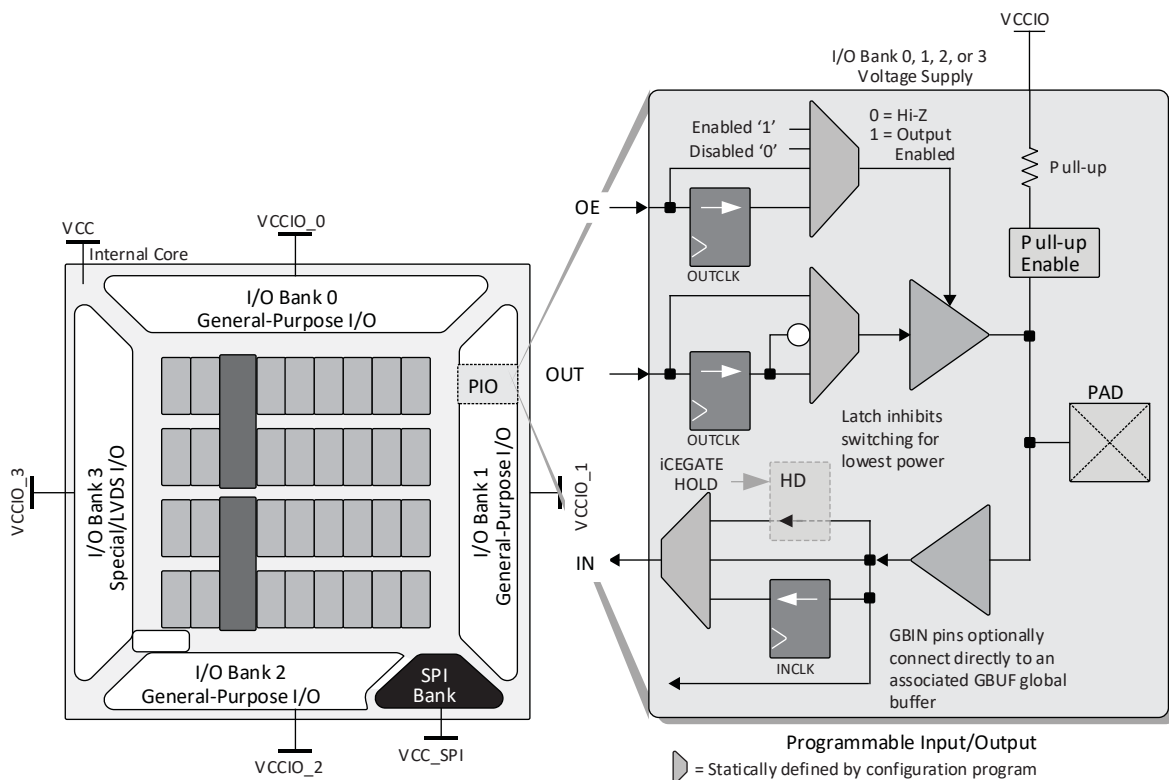 VCCIO
I/O Bank 0, 1, 2, or 3
Voltage Supply
Enabled ‘1’
Disabled ‘0’
0 = Hi-Z
1 = Output
Enabled
Pull-up
OE
OUTCLK
Pull-up
Enable
VCC
Internal Core
VCCIO_0
I/O Bank 0
General-Purpose I/O
PIO
OUT
OUTCLK
Latch inhibits
switching for
lowest power
PAD
iCEGATE
HOLD
HD
VCCIO_3
I/O Bank 3
Special/LVDS I/O
I/O Bank 1
General-Purpose I/O
VCCIO_1
IN
INCLK
GBIN pins optionally
connect directly to an
associated GBUF global
buffer
I/O Bank 2
General-Purpose I/O
SPI
Bank
VCCIO_2
VCC_SPI
Programmable Input/Output
= Statically defined by configuration program